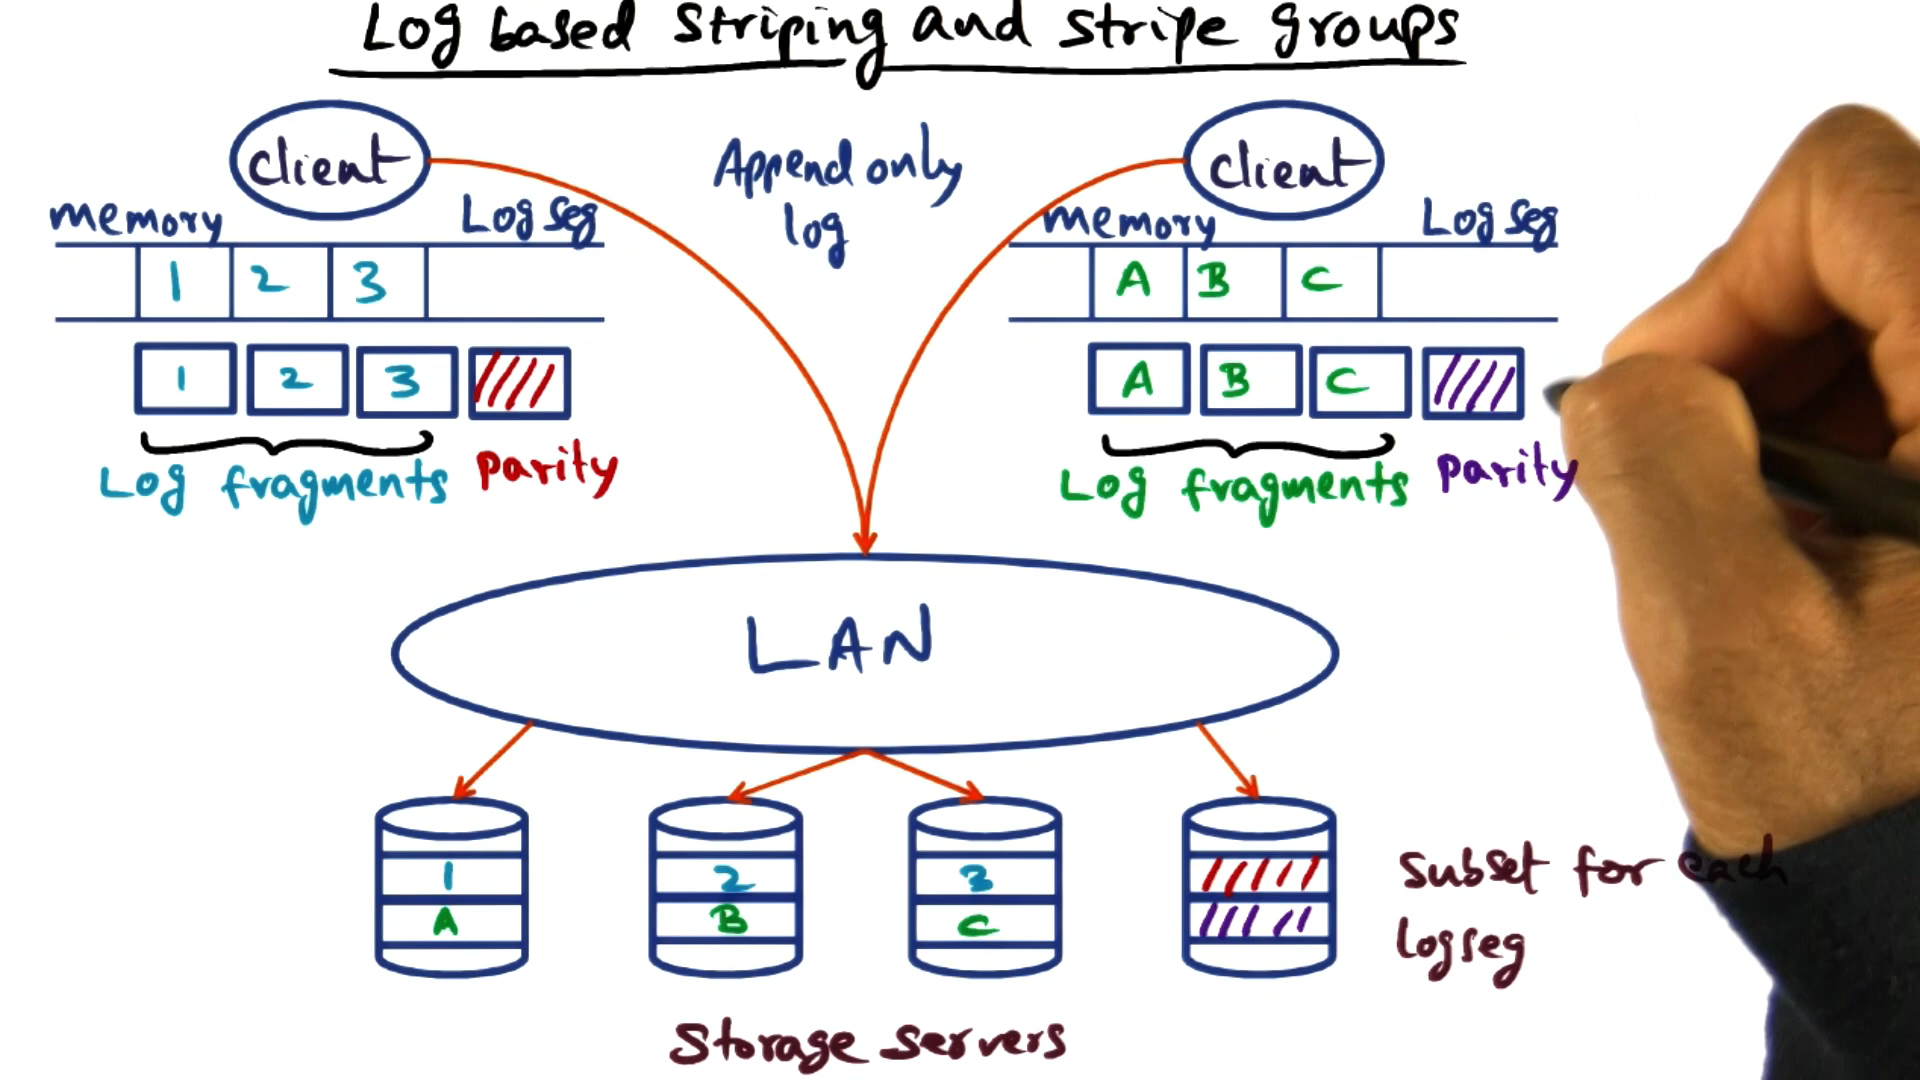 Log based striping and stripe groups
client
Append only
log
client
memory
Log seg
memory
Log seg
1 2 3
A B C
1 2 3
A B C
Log fragments
parity
Log fragments
parity
LAN
1 2 3
A B C
subset for each
logseg
Storage servers